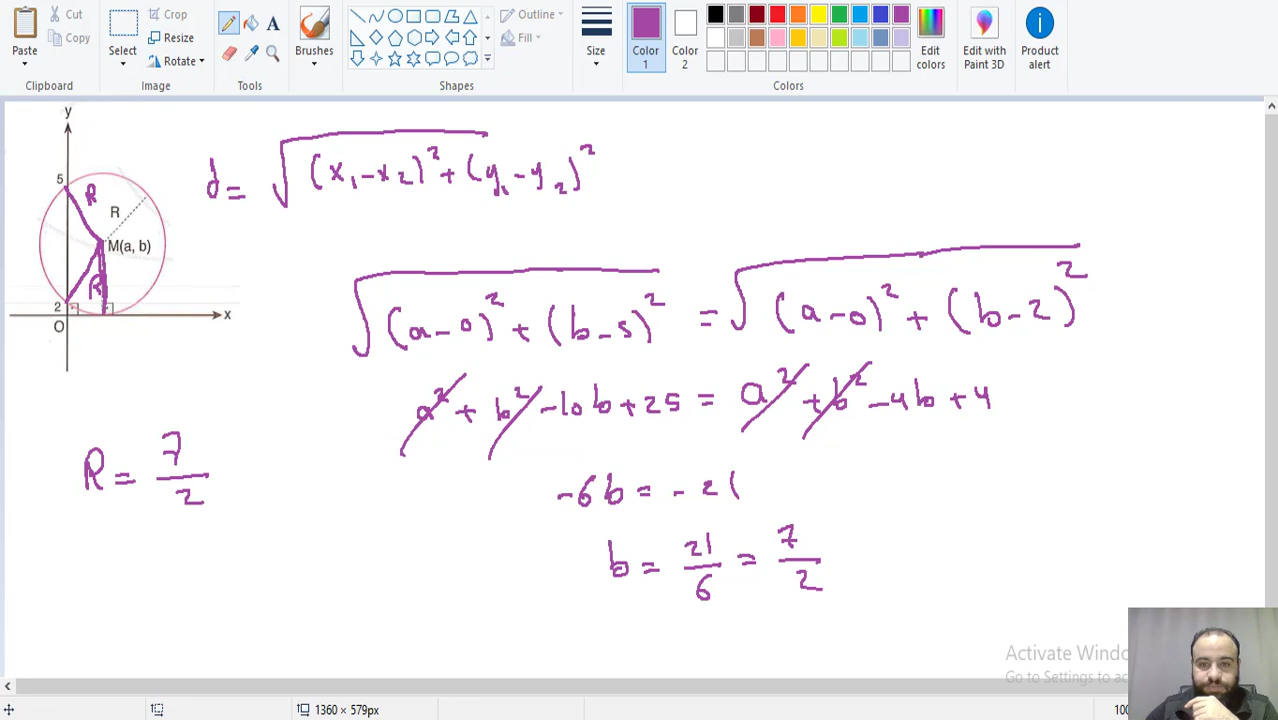 Paste
Cut
Copy
Clipboard
Select
Crop
Resize
Rotate
Image
A
Tools
Brushes
Shapes
Outline
Fill
Size
Color 1
Color 2
Colors
Edit colors
Edit with Paint 3D
Product alert
y
5
R
R
M(a, b)
R
2
O
x
d = √(x₁-x₂)² + (y₁-y₂)²
√(a-0)² + (b-5)² = √(a-0)² + (b-2)²
a² + b² -10b+25 = a² + b² -4b +4
R = 7/2
-6b = -21
b = 21/6 = 7/2
Activate Windo
Go to Settings to ac
1360 × 579px
100